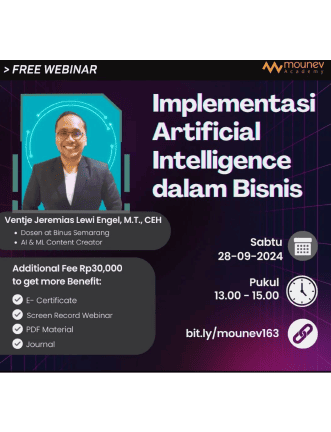 > FREE WEBINAR
mounev
Academy
Implementasi
Artificial
Intelligence
dalam Bisnis
Ventje Jeremias Lewi Engel, M.T., CEH
Dosen at Binus Semarang
AI & ML Content Creator
Additional Fee Rp30,000
to get more Benefit:
E- Certificate
Screen Record Webinar
PDF Material
Journal
Sabtu
28-09-2024
Pukul
13.00 - 15.00
bit.ly/mounev163